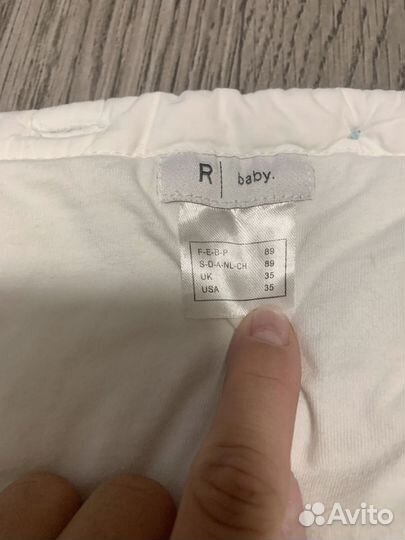 R | baby.
F-E-B-P 89
S-D-A-NL-CH 89
UK 35
USA 35
Avito